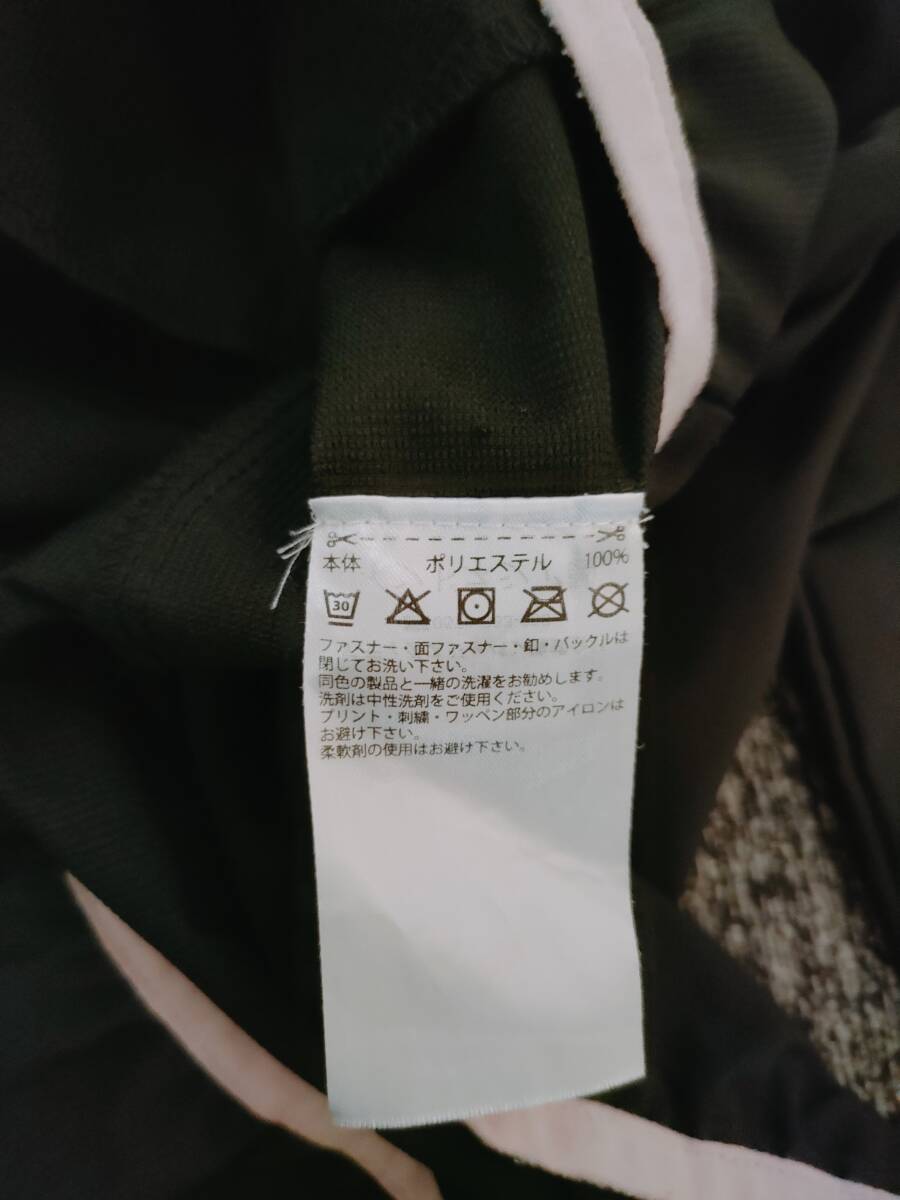 本体 ポリエステル 100%
30
ファスナー・面ファスナー・釦・バックルは
閉じてお洗い下さい。
同色の製品と一緒の洗濯をお勧めします。
洗剤は中性洗剤をご使用ください。
プリント・刺繍・ワッペン部分のアイロンは
お避け下さい。
柔軟剤の使用はお避け下さい。